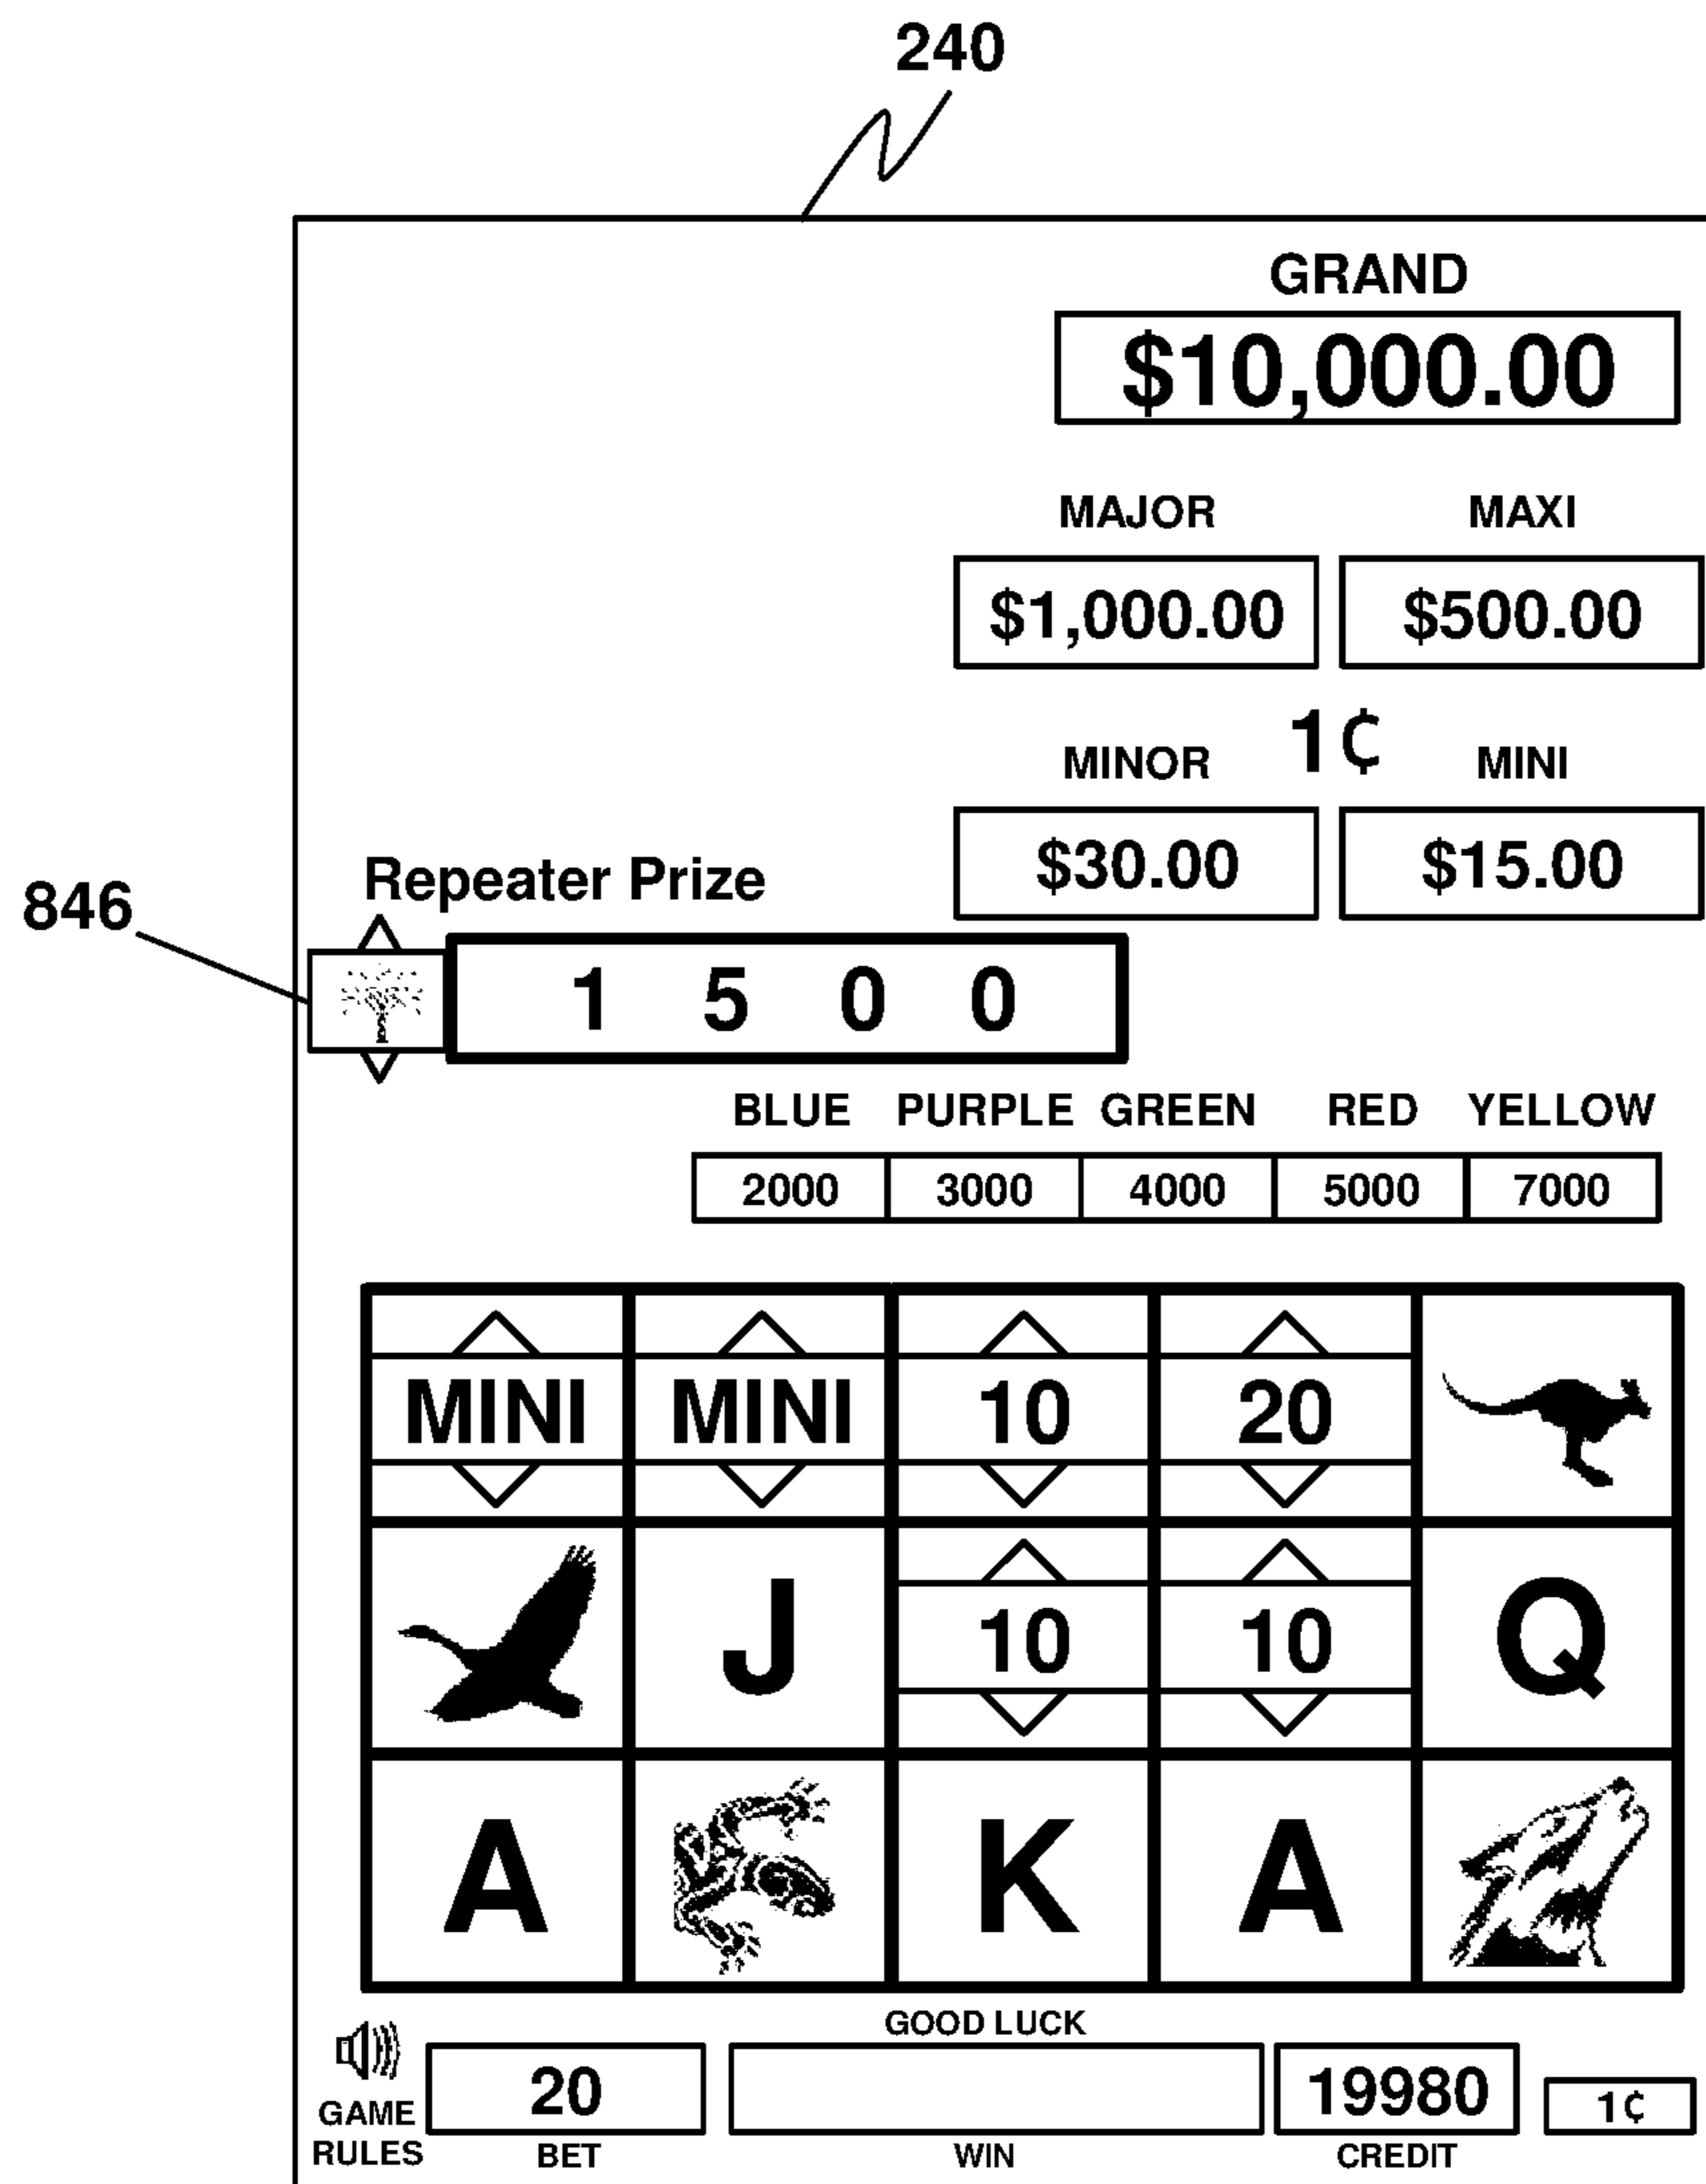 240
GRAND
$10,000.00
MAJOR MAXI
$1,000.00 $500.00
1¢
MINOR MINI
$30.00 $15.00
Repeater Prize
846
1 5 0 0
BLUE PURPLE GREEN RED YELLOW
2000 3000 4000 5000 7000
MINI MINI 10 20
J 10 10 Q
A K A
GOOD LUCK
20 19980 1¢
GAME RULES BET WIN CREDIT